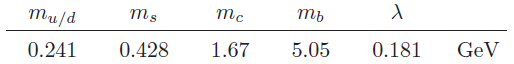 m_{u/d} m_s m_c m_b λ
0.241 0.428 1.67 5.05 0.181 GeV